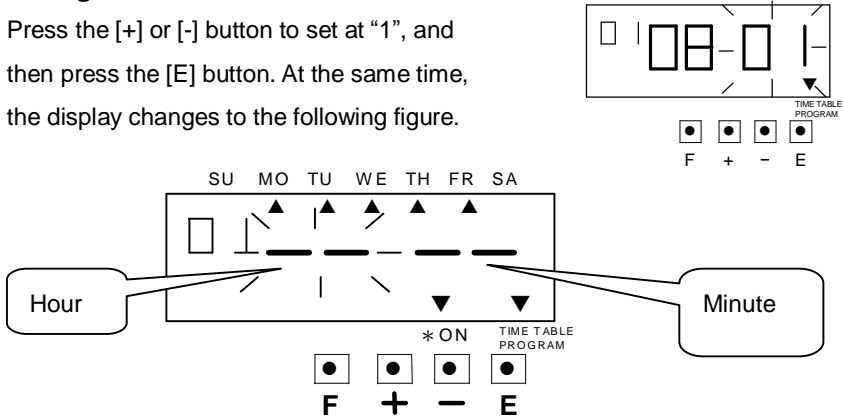 Press the [+] or [-] button to set at “1”, and
then press the [E] button. At the same time,
the display changes to the following figure.
01 08-01
TIME TABLE
PROGRAM
F + − E
SU MO TU WE TH FR SA
01 -- --
Hour
Minute
＊ON
TIME TABLE
PROGRAM
F + − E